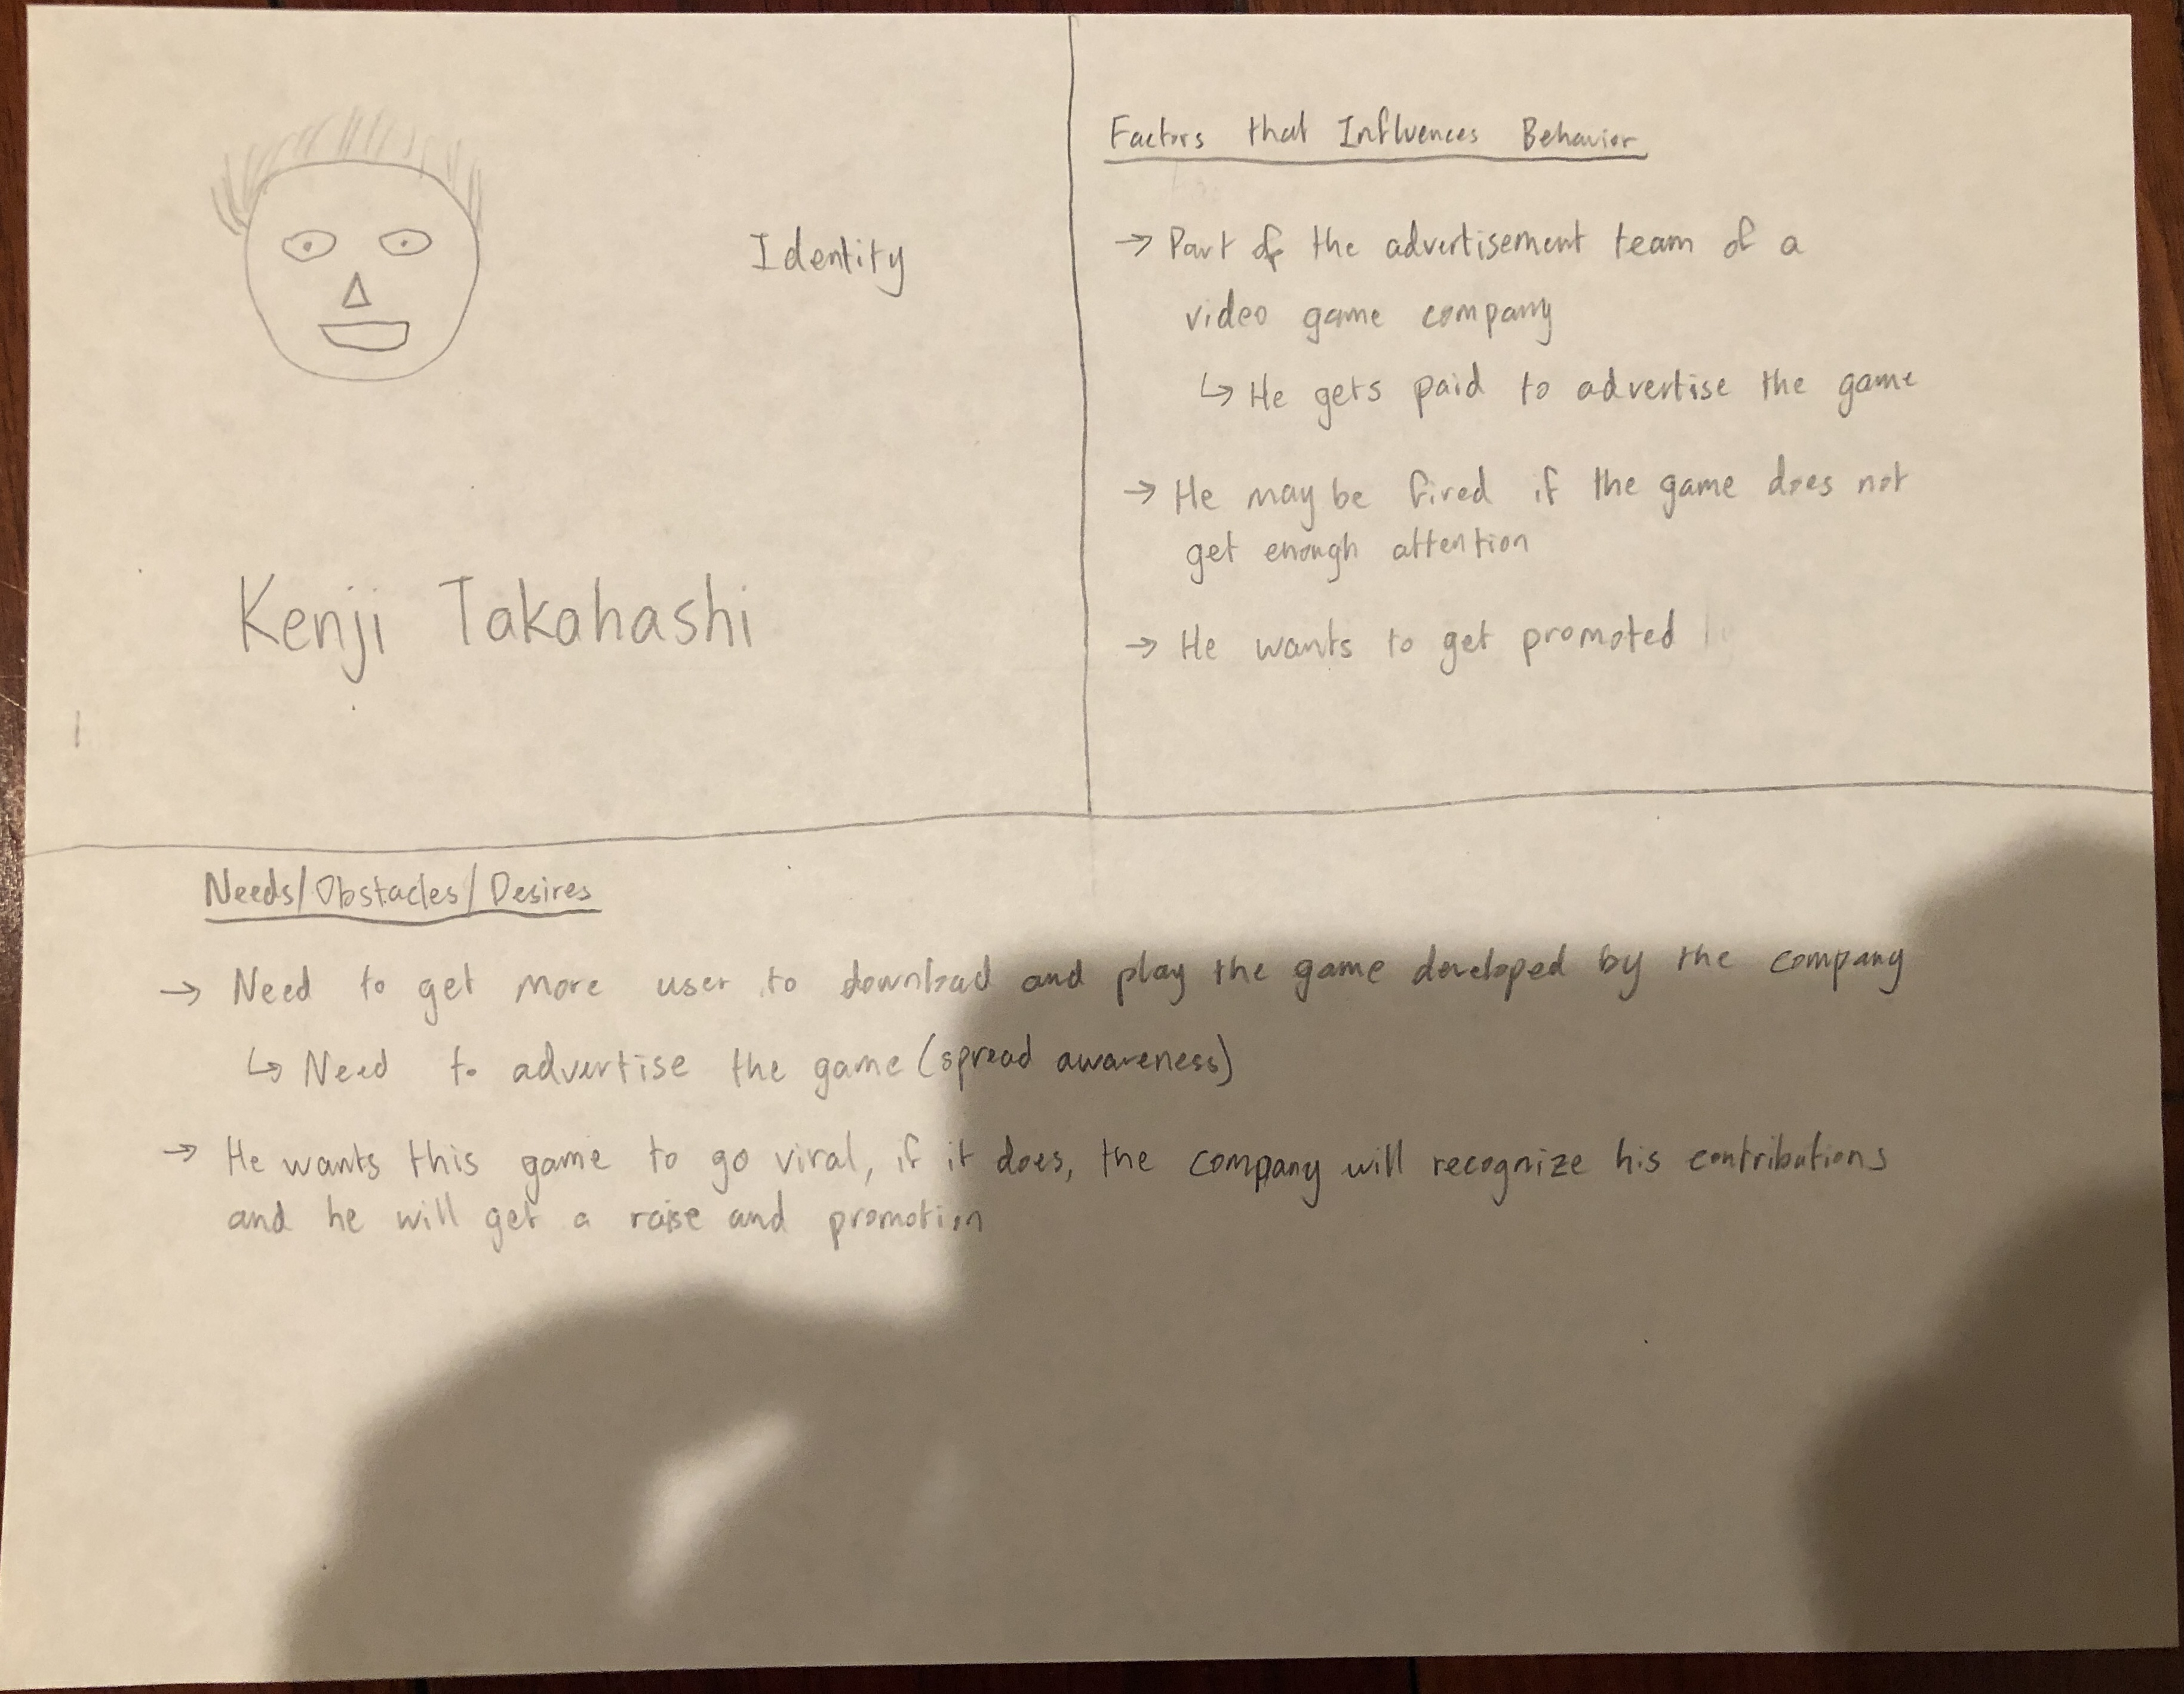 Identity
Kenji Takahashi
Factors that Influences Behavior
→ Part of the advertisement team of a
video game company
↳ He gets paid to advertise the game
→ He may be fired if the game does not
get enough attention
→ He wants to get promoted
Needs/Obstacles/Desires
→ Need to get more user to download and play the game developed by the company
↳ Need to advertise the game (spread awareness)
→ He wants this game to go viral, if it does, the company will recognize his contributions
and he will get a raise and promotion